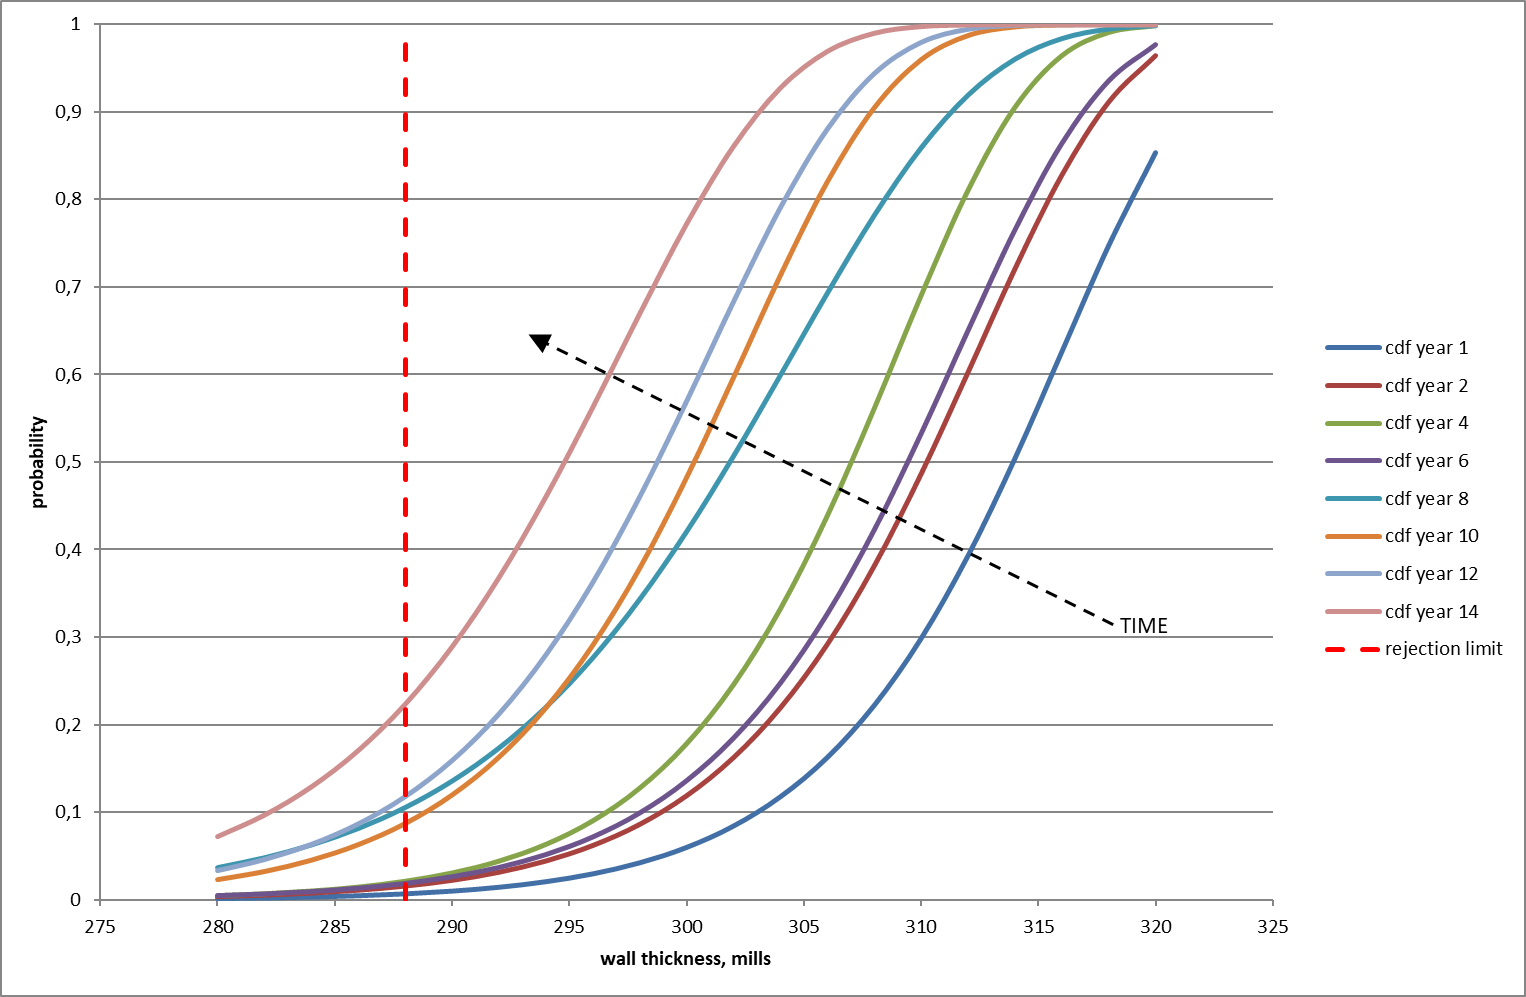 1
0,9
0,8
0,7
0,6
0,5
0,4
0,3
0,2
0,1
0
probability
275 280 285 290 295 300 305 310 315 320 325
wall thickness, mills
TIME
cdf year 1
cdf year 2
cdf year 4
cdf year 6
cdf year 8
cdf year 10
cdf year 12
cdf year 14
rejection limit